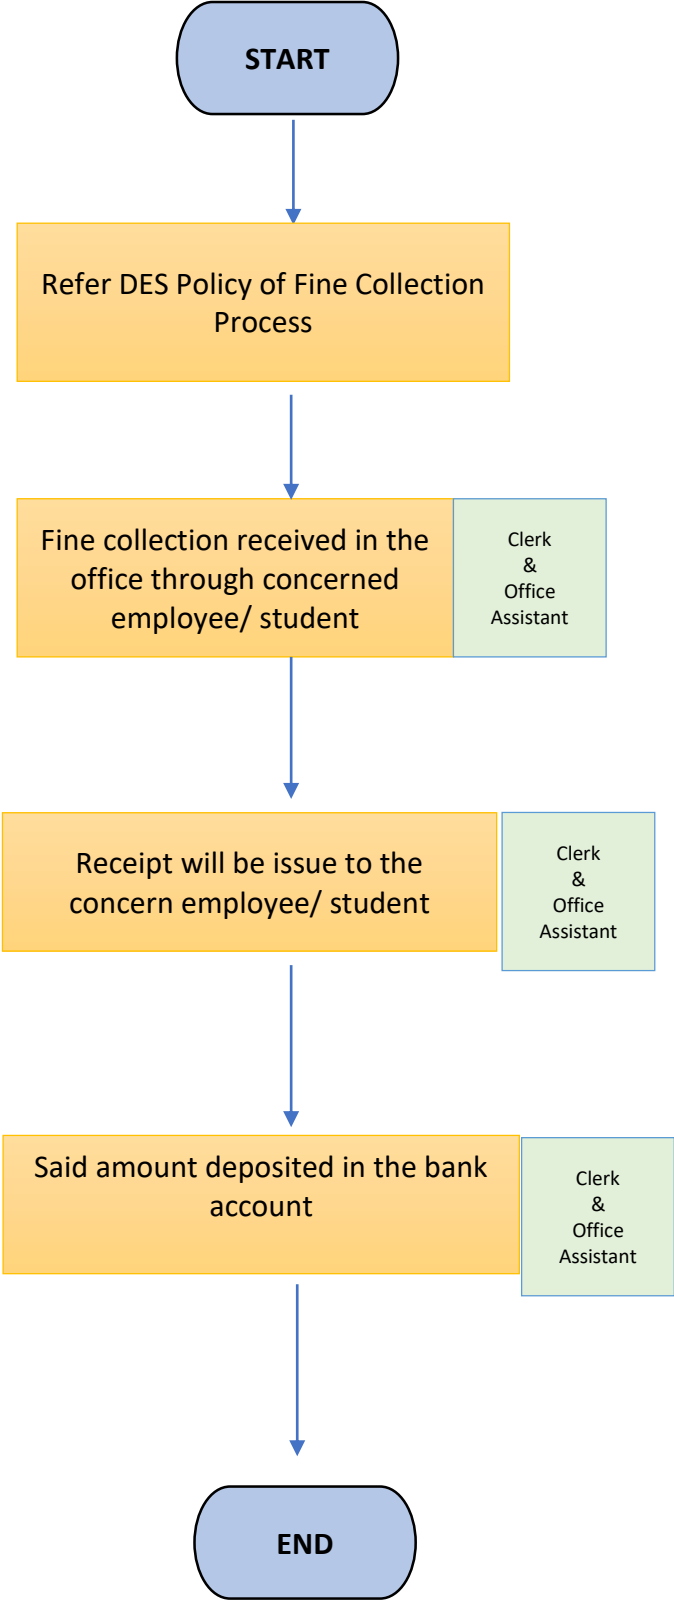 START
Refer DES Policy of Fine Collection
Process
Fine collection received in the
office through concerned
employee/ student
Clerk
&
Office
Assistant
Receipt will be issue to the
concern employee/ student
Clerk
&
Office
Assistant
Said amount deposited in the bank
account
Clerk
&
Office
Assistant
END